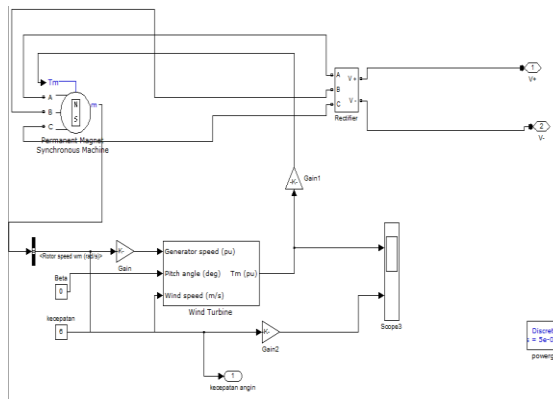 Tm
m
A
B
C
N
S
Permanent Magnet
Synchronous Machine
A
B
C
V +
V -
Rectifier
1
V+
2
V-
-K-
Gain1
<Rotor speed wm (rad/s)>
K-
Gain
Generator speed (pu)
Pitch angle (deg)
Wind speed (m/s)
Tm (pu)
Wind Turbine
Beta
0
kecepatan
6
K-
Gain2
1
kecepatan angin
Scope3
Discret
s = 5e-0
powerg